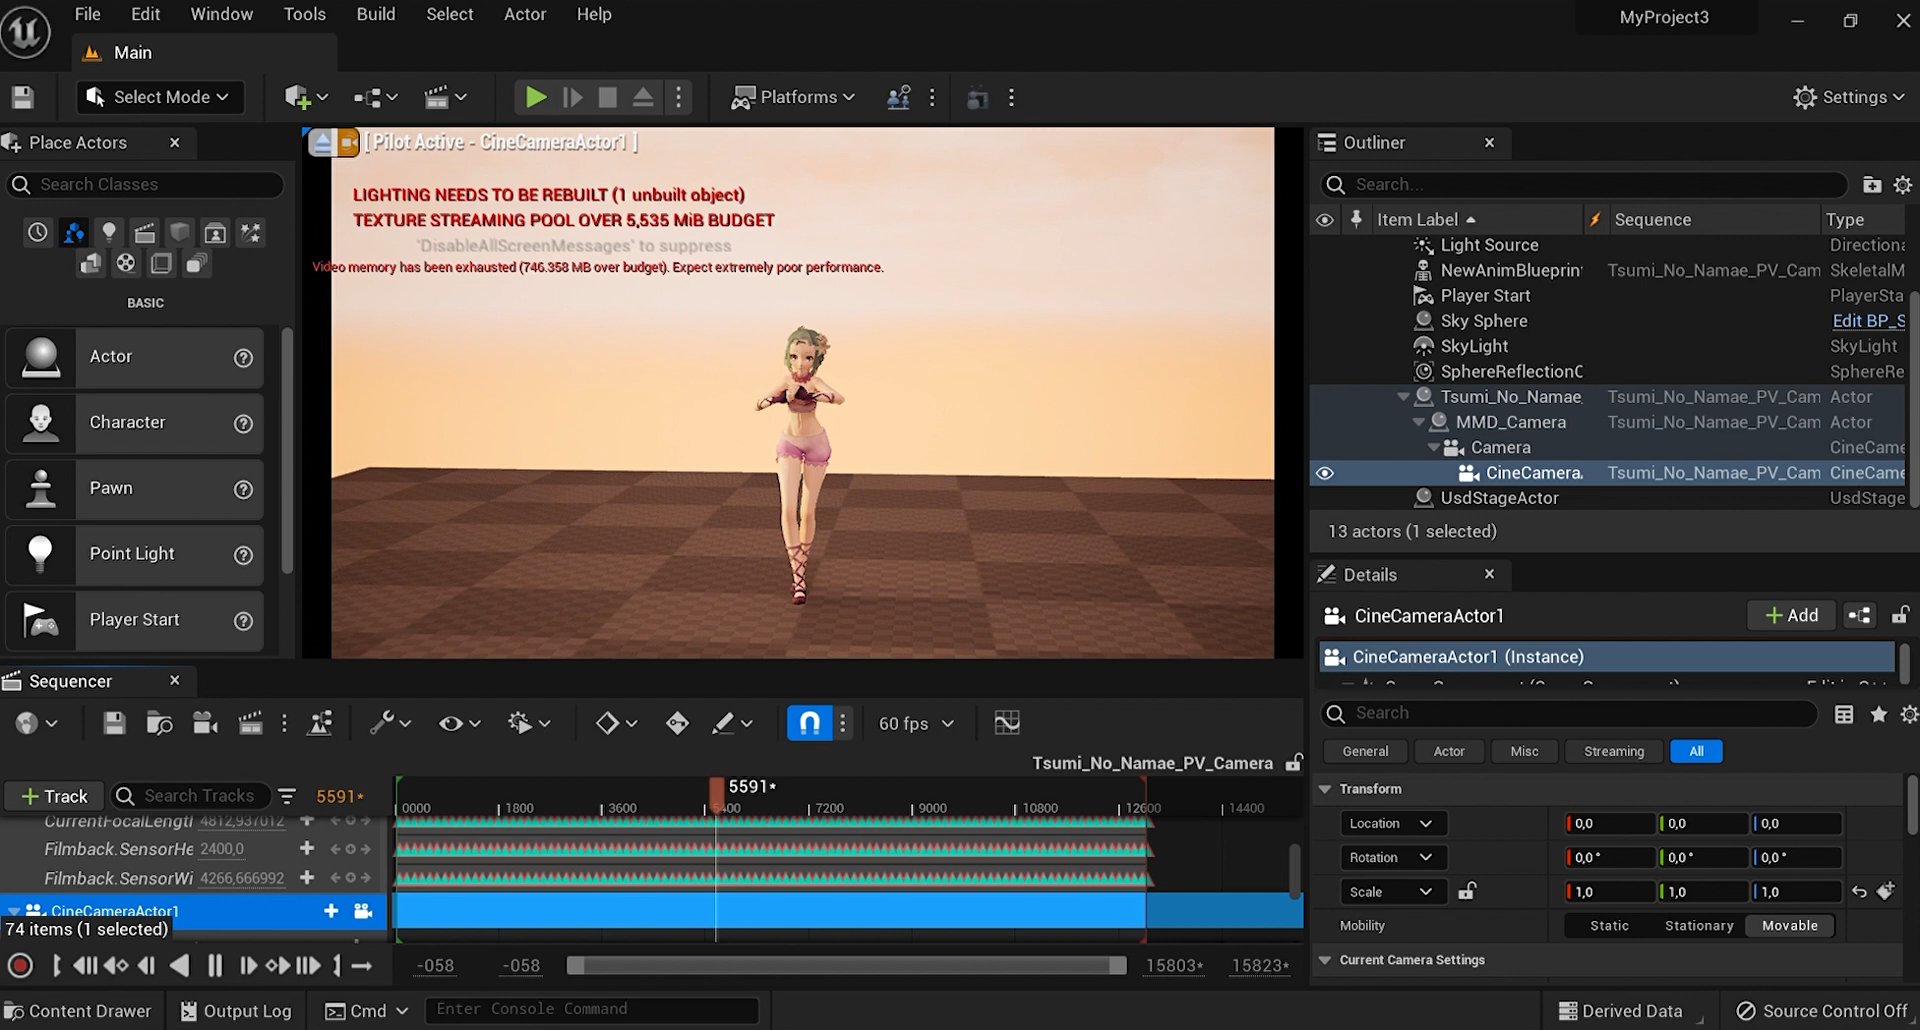 File Edit Window Tools Build Select Actor Help
MyProject3
Main
Select Mode
Platforms
Settings
Place Actors
Search Classes
BASIC
Actor
Character
Pawn
Point Light
Player Start
[ Pilot Active - CineCameraActor1 ]
LIGHTING NEEDS TO BE REBUILT (1 unbuilt object)
TEXTURE STREAMING POOL OVER 5,535 MiB BUDGET
'DisableAllScreenMessages' to suppress
Video memory has been exhausted (746.358 MB over budget). Expect extremely poor performance.
Outliner
Search...
Item Label Sequence Type
Light Source Directiona
NewAnimBlueprin Tsumi_No_Namae_PV_Cam SkeletalM
Player Start PlayerSta
Sky Sphere Edit BP_S
SkyLight SkyLight
SphereReflectionC SphereRe
Tsumi_No_Namae_ Tsumi_No_Namae_PV_Cam Actor
MMD_Camera Tsumi_No_Namae_PV_Cam Actor
Camera CineCame
CineCamera. Tsumi_No_Namae_PV_Cam CineCame
UsdStageActor UsdStage
13 actors (1 selected)
Details
CineCameraActor1
Add
CineCameraActor1 (Instance)
Search
General Actor Misc Streaming All
Transform
Location 0,0 0,0 0,0
Rotation 0,0° 0,0° 0,0°
Scale 1,0 1,0 1,0
Mobility Static Stationary Movable
Current Camera Settings
Sequencer
60 fps
Tsumi_No_Namae_PV_Camera
+ Track
Search Tracks
5591*
5591*
0000 1800 3600 5400 7200 9000 10800 12600 14400
CurrentFocalLengtl 4812,937012
Filmback.SensorHe 2400,0
Filmback.SensorWi 4266,666992
CineCameraActor1
74 items (1 selected)
-058 -058 15803* 15823*
Content Drawer
Output Log
Cmd
Enter Console Command
Derived Data
Source Control Off